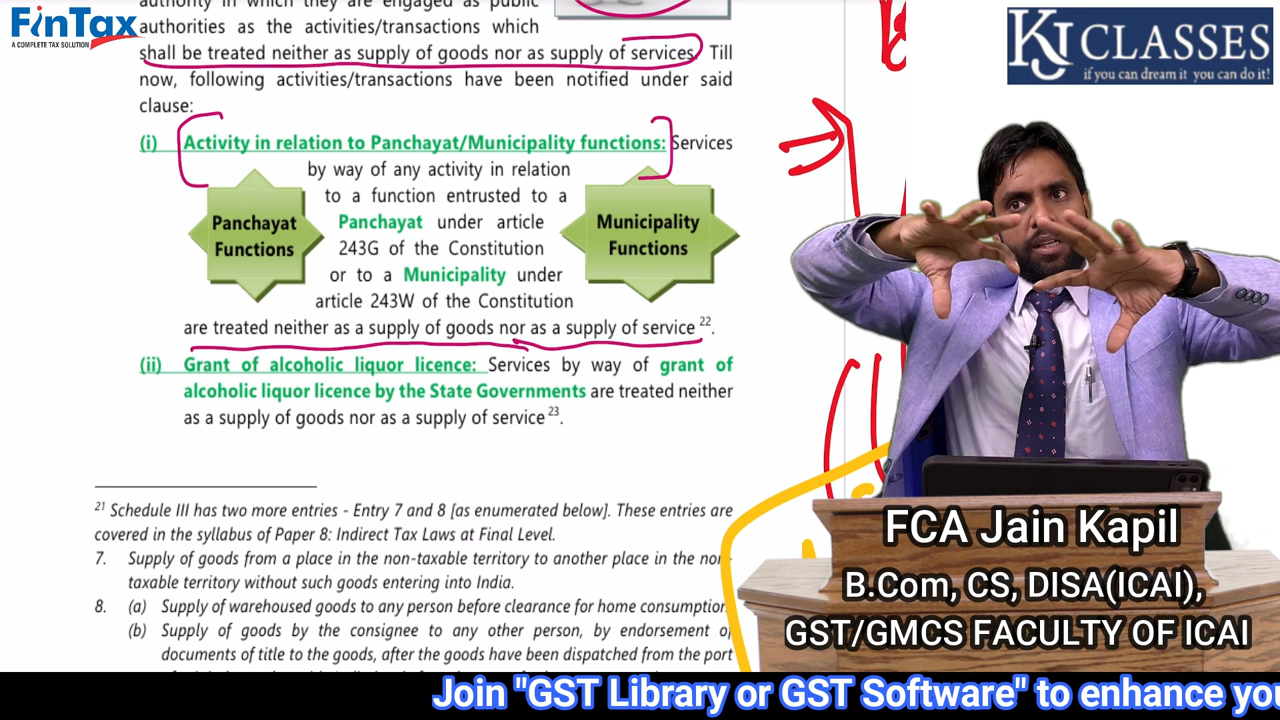 FinTax
A COMPLETE TAX SOLUTION
KJ CLASSES
if you can dream it you can do it!
authority in which they are engaged as public
authorities as the activities/transactions which
shall be treated neither as supply of goods nor as supply of services. Till
now, following activities/transactions have been notified under said
clause:
(i) Activity in relation to Panchayat/Municipality functions: Services
by way of any activity in relation
to a function entrusted to a
Panchayat under article
243G of the Constitution
or to a Municipality under
article 243W of the Constitution
are treated neither as a supply of goods nor as a supply of service 22.
Panchayat
Functions
Municipality
Functions
(ii) Grant of alcoholic liquor licence: Services by way of grant of
alcoholic liquor licence by the State Governments are treated neither
as a supply of goods nor as a supply of service 23.
21 Schedule III has two more entries - Entry 7 and 8 [as enumerated below]. These entries are
covered in the syllabus of Paper 8: Indirect Tax Laws at Final Level.
7. Supply of goods from a place in the non-taxable territory to another place in the non-
taxable territory without such goods entering into India.
8. (a) Supply of warehoused goods to any person before clearance for home consumption.
(b) Supply of goods by the consignee to any other person, by endorsement of
documents of title to the goods, after the goods have been dispatched from the port
FCA Jain Kapil
B.Com, CS, DISA(ICAI),
GST/GMCS FACULTY OF ICAI
Join "GST Library or GST Software" to enhance